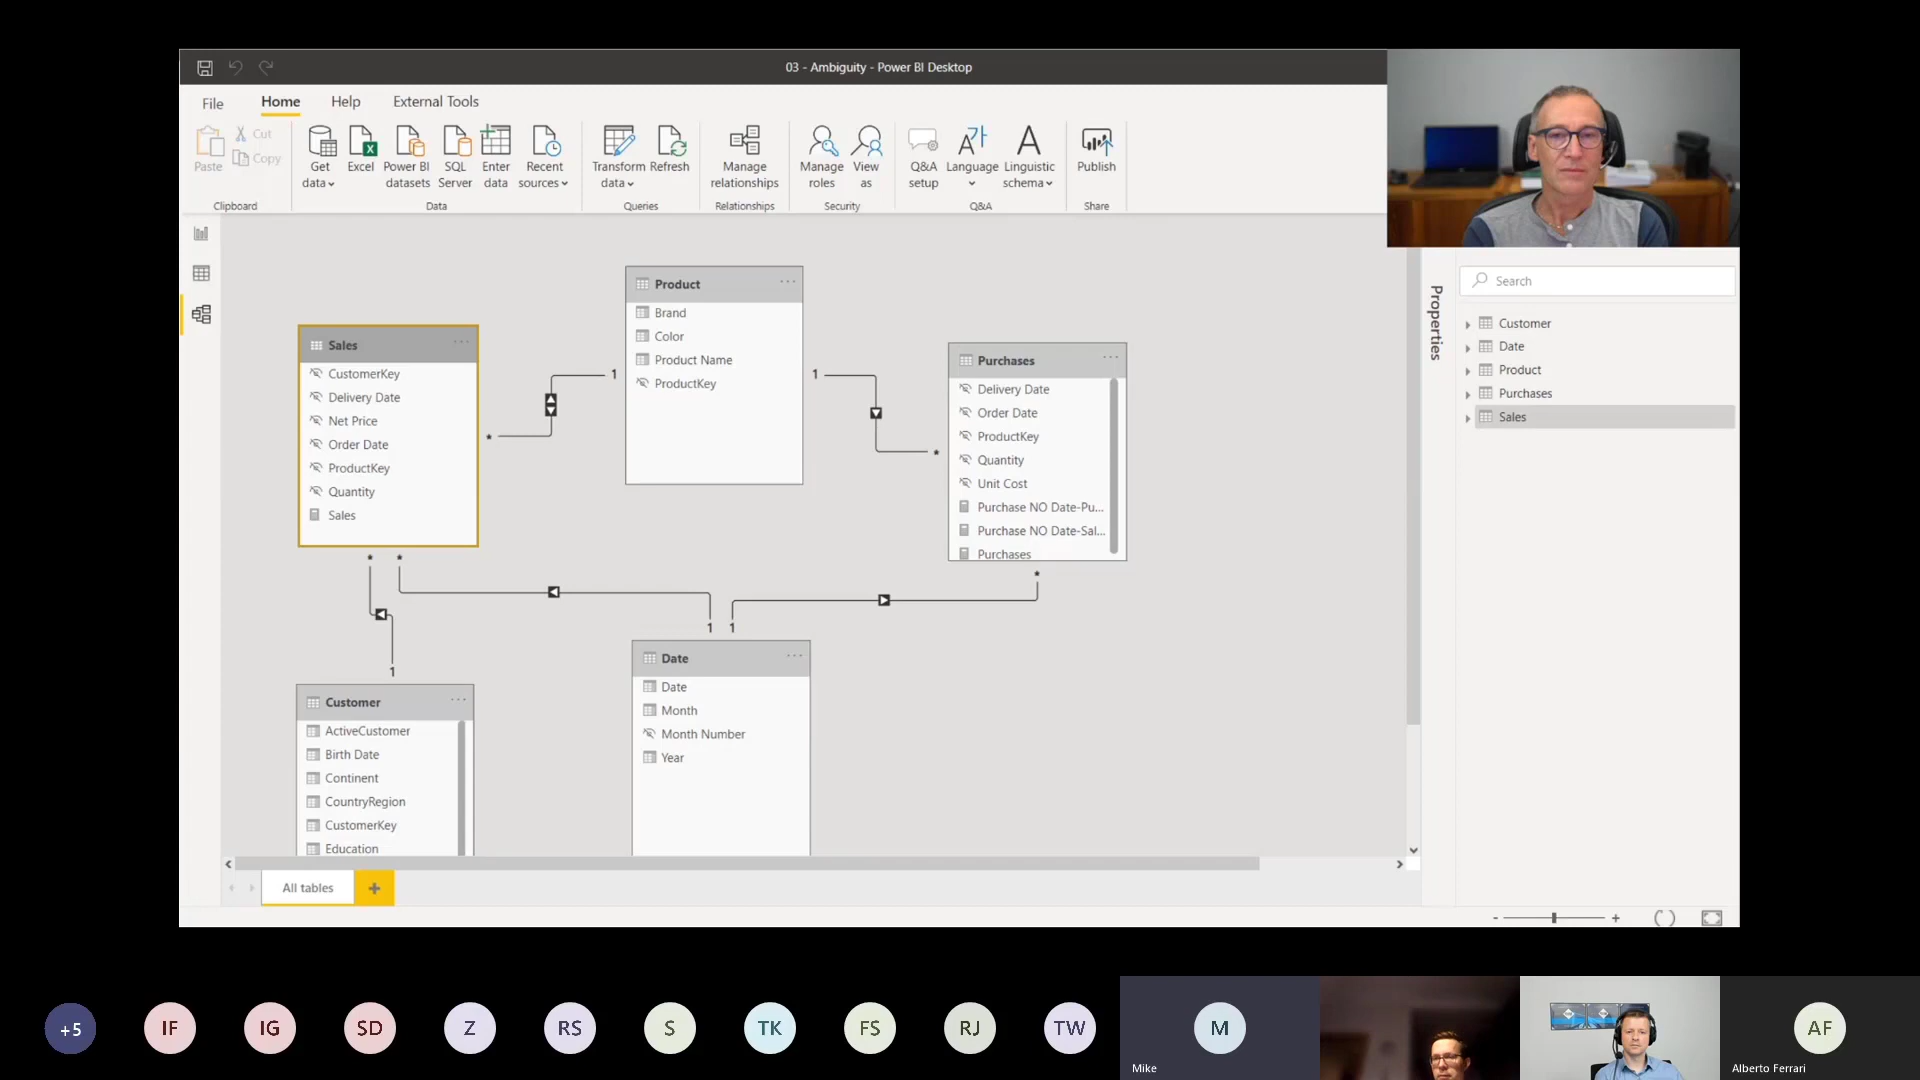 03 - Ambiguity - Power BI Desktop
File Home Help External Tools
Paste
Cut
Copy
Get data
Excel
Power BI datasets
SQL Server
Enter data
Recent sources
Transform data
Refresh
Manage relationships
Manage roles
View as
Q&A setup
Language
Linguistic schema
Publish
Clipboard Data Queries Relationships Security Q&A Share
Product
Brand
Color
Product Name
ProductKey
Sales
CustomerKey
Delivery Date
Net Price
Order Date
ProductKey
Quantity
Sales
1
*
1
*
Purchases
Delivery Date
Order Date
ProductKey
Quantity
Unit Cost
Purchase NO Date-Pu...
Purchase NO Date-Sal...
Purchases
* *
*
1 1
1
Customer
ActiveCustomer
Birth Date
Continent
CountryRegion
CustomerKey
Education
Date
Date
Month
Month Number
Year
Properties
Search
Customer
Date
Product
Purchases
Sales
All tables +
- +
+5 IF IG SD Z RS S TK FS RJ TW M AF
Mike
Alberto Ferrari